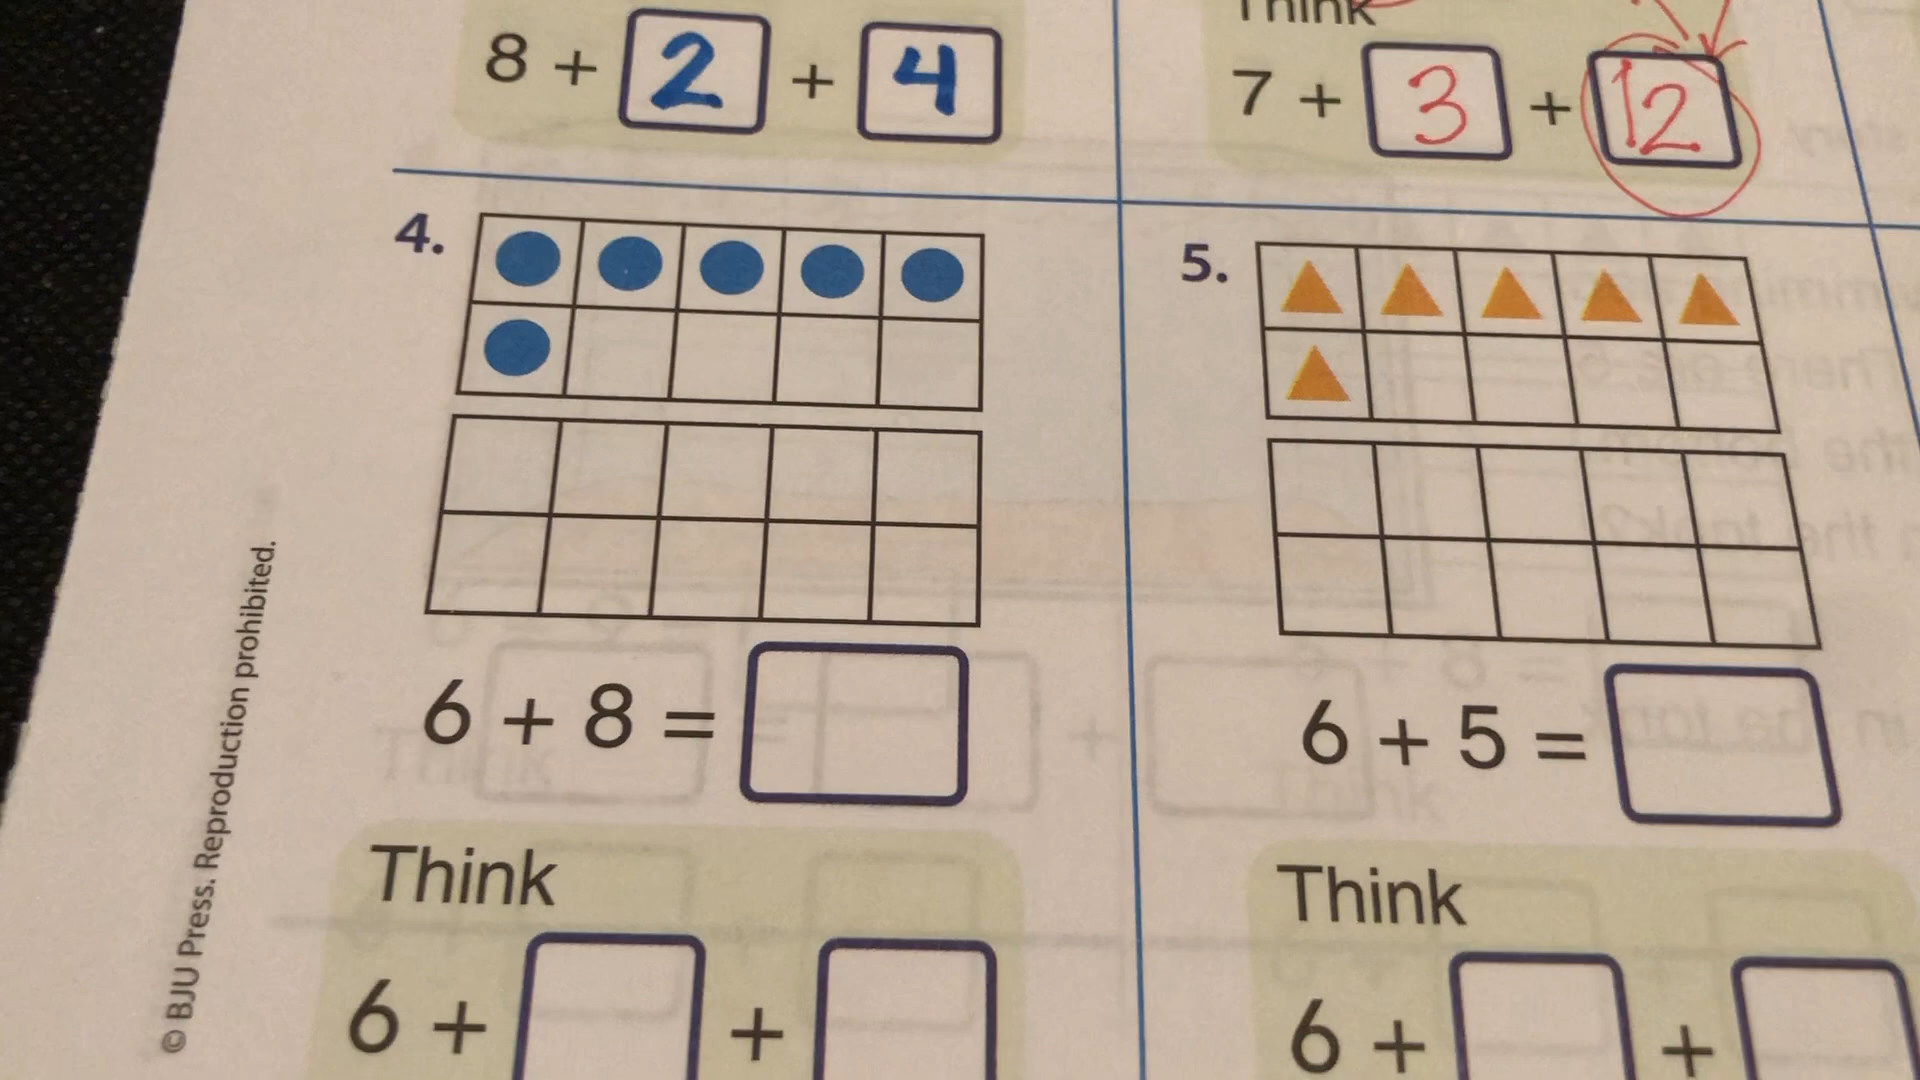 8 + 2 + 4
Think
7 + 3 + 12
4.
6 + 8 =
Think
6 + +
5.
6 + 5 =
Think
6 + +
© BJU Press. Reproduction prohibited.